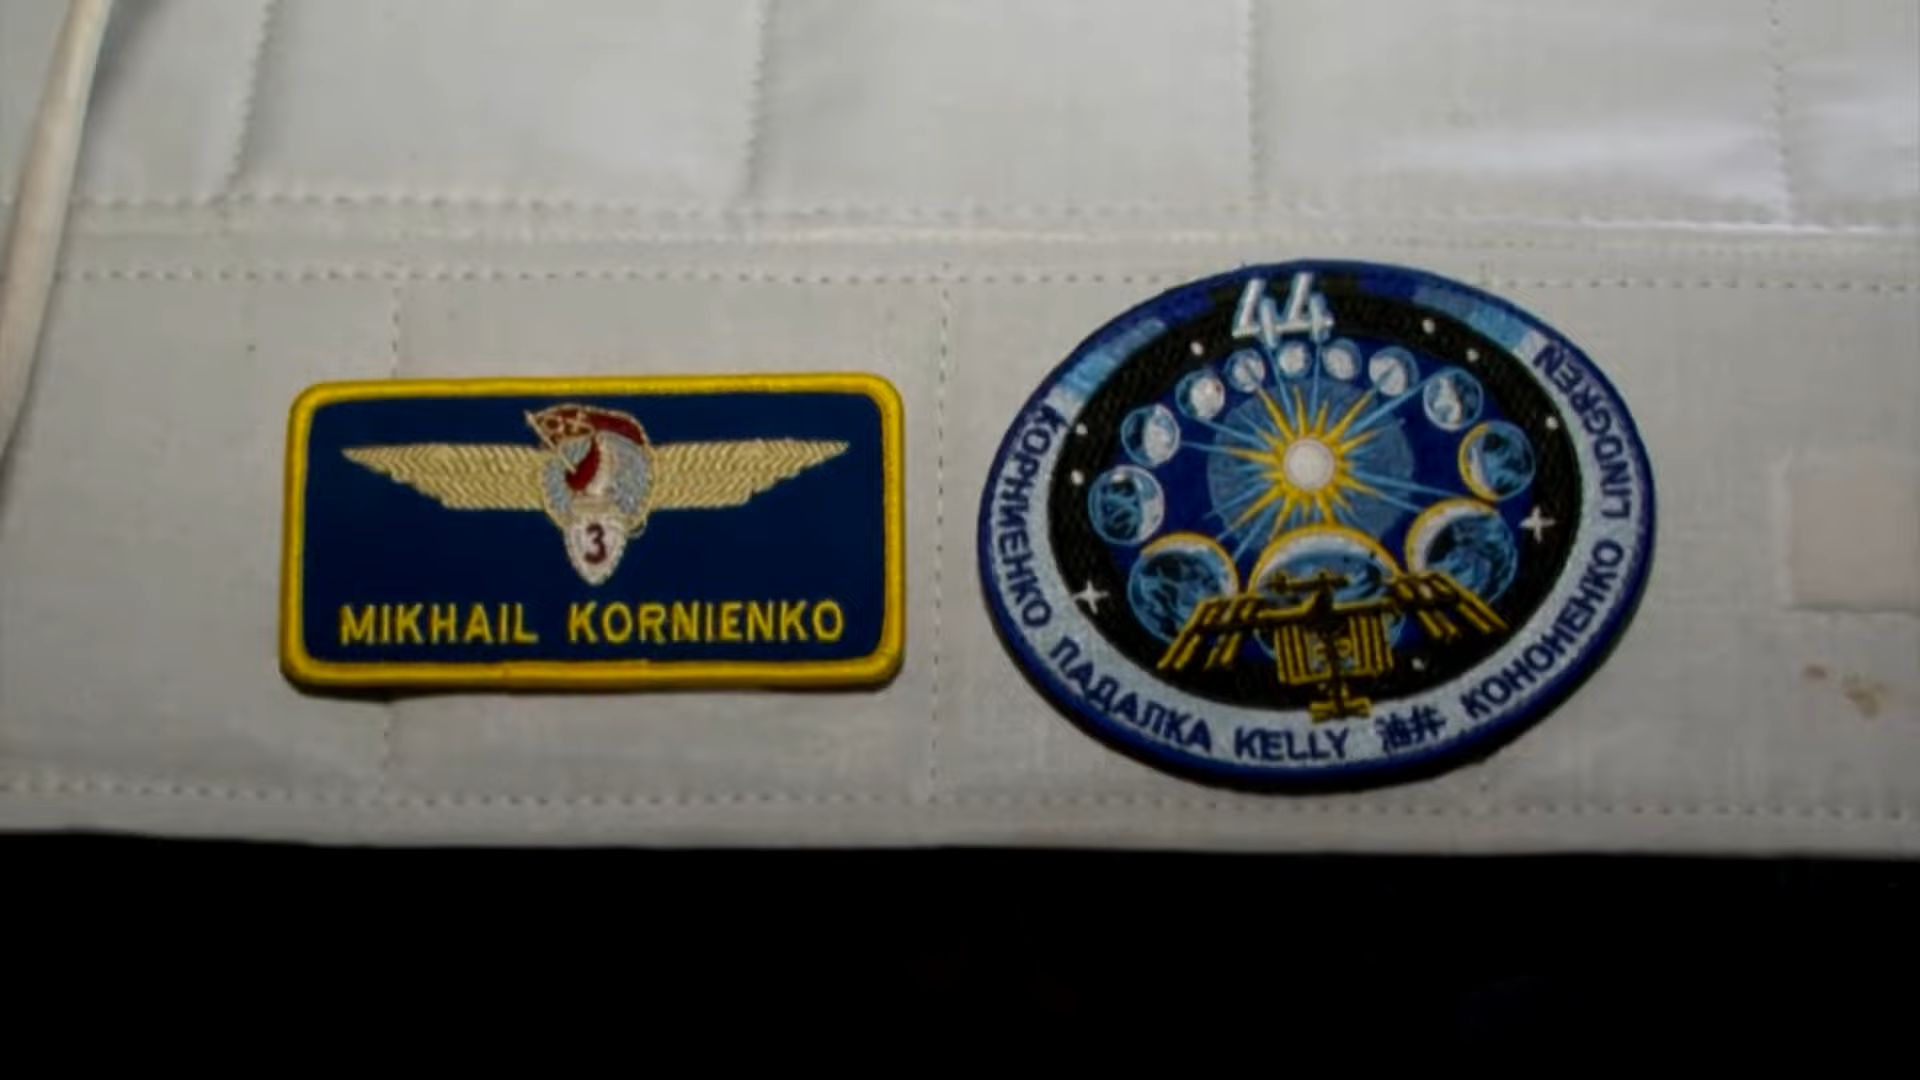 3
MIKHAIL KORNIENKO
44
КОРНИЕНКО ПАДАЛКА KELLY 油井 КОНОНЕНКО LINDGREN